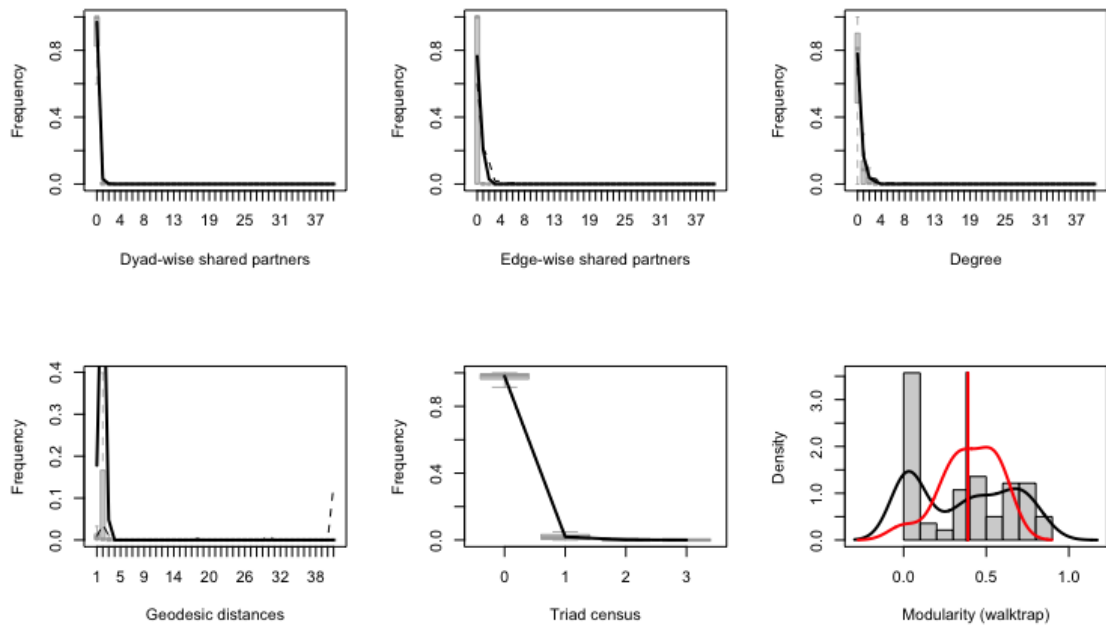 Frequency
0.0 0.4 0.8
0 4 9 13 19 25 31 37
Dyad-wise shared partners
Frequency
0.0 0.4 0.8
0 4 8 13 19 25 31 37
Edge-wise shared partners
Frequency
0.0 0.4 0.8
0 4 8 13 19 25 31 37
Degree
Frequency
0.0 0.1 0.2 0.3 0.4
1 5 9 14 20 26 32 38
Geodesic distances
Frequency
0.0 0.4 0.8
0 1 2 3
Triad census
Density
0.0 1.0 2.0 3.0
0.0 0.5 1.0
Modularity (walktrap)